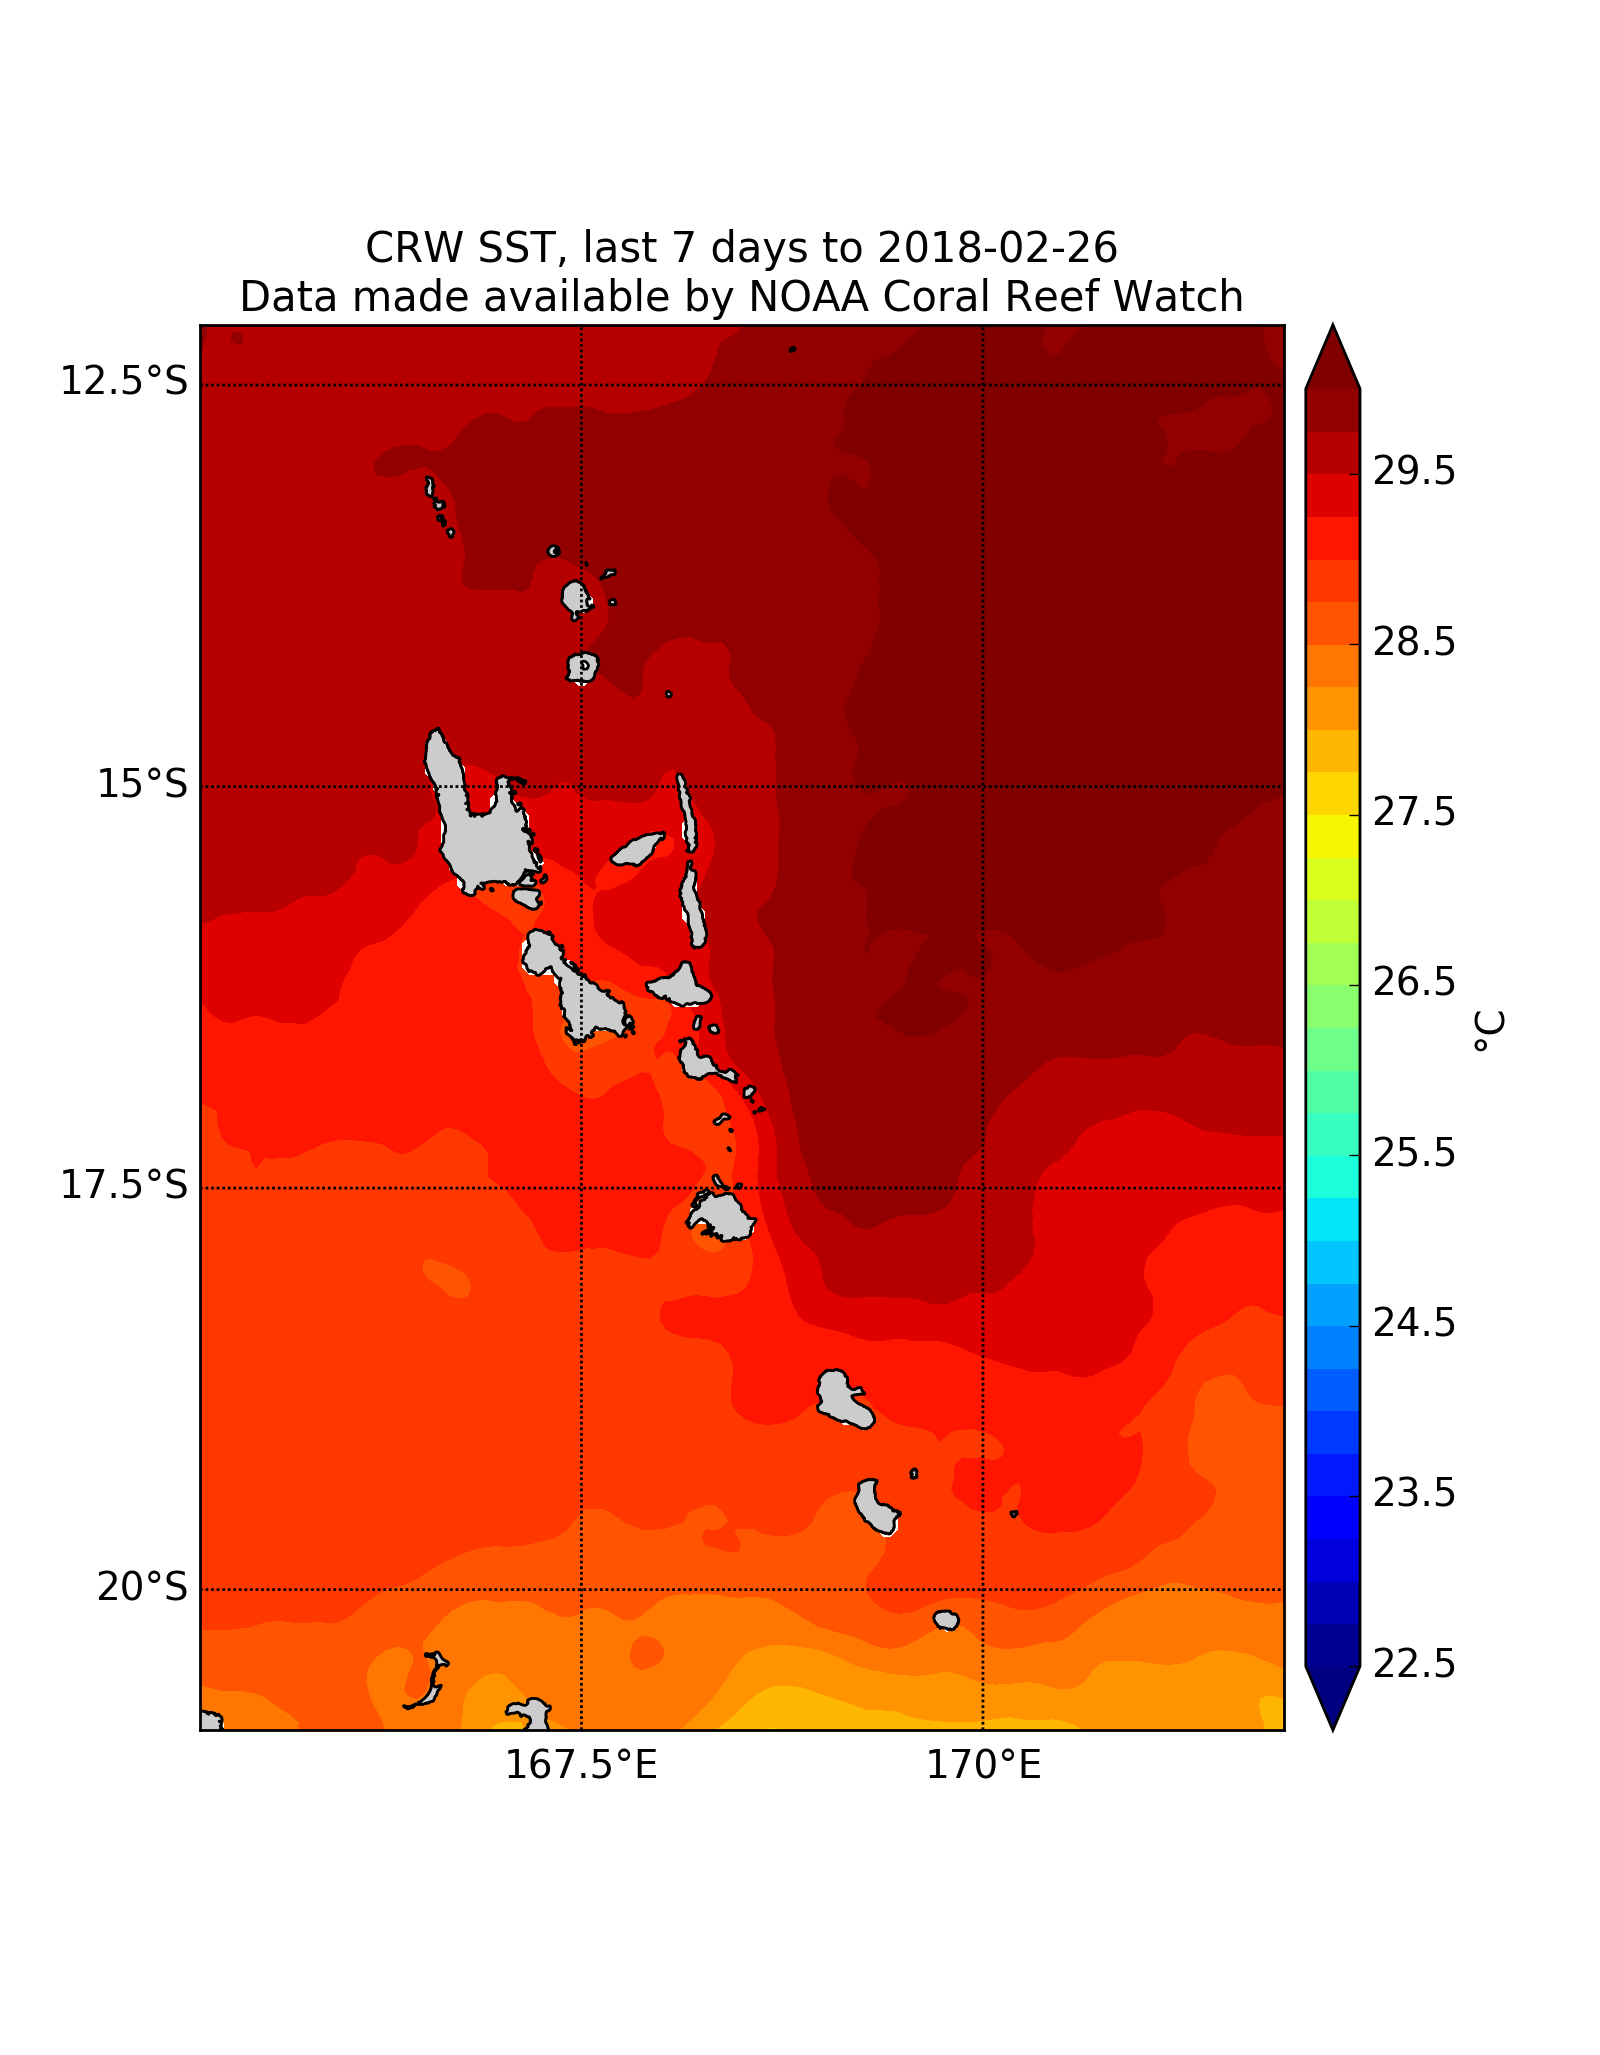 CRW SST, last 7 days to 2018-02-26
Data made available by NOAA Coral Reef Watch
12.5°S
15°S
17.5°S
20°S
167.5°E
170°E
29.5
28.5
27.5
26.5
25.5
24.5
23.5
22.5
°C